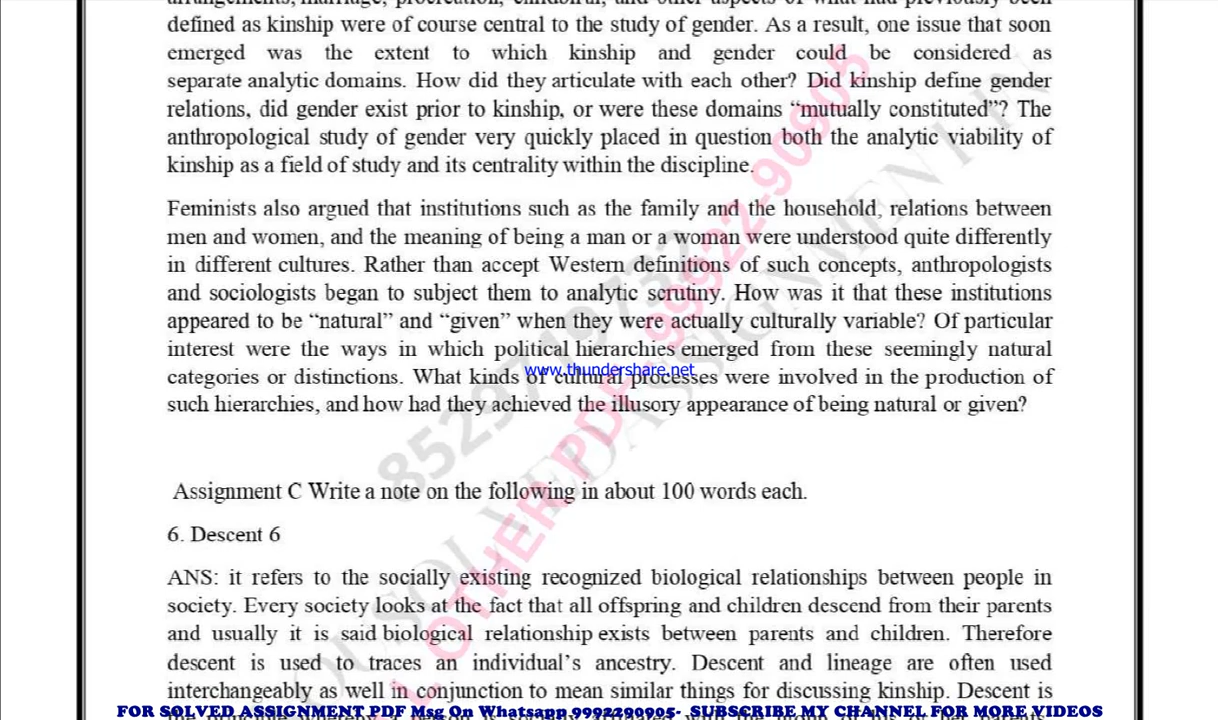 arrangements, marriage, procreation, childbirth, and other aspects of what had previously been
defined as kinship were of course central to the study of gender. As a result, one issue that soon
emerged was the extent to which kinship and gender could be considered as
separate analytic domains. How did they articulate with each other? Did kinship define gender
relations, did gender exist prior to kinship, or were these domains “mutually constituted”? The
anthropological study of gender very quickly placed in question both the analytic viability of
kinship as a field of study and its centrality within the discipline.
Feminists also argued that institutions such as the family and the household, relations between
men and women, and the meaning of being a man or a woman were understood quite differently
in different cultures. Rather than accept Western definitions of such concepts, anthropologists
and sociologists began to subject them to analytic scrutiny. How was it that these institutions
appeared to be “natural” and “given” when they were actually culturally variable? Of particular
interest were the ways in which political hierarchies emerged from these seemingly natural
www.thundershare.net
categories or distinctions. What kinds of cultural processes were involved in the production of
such hierarchies, and how had they achieved the illusory appearance of being natural or given?
Assignment C Write a note on the following in about 100 words each.
6. Descent 6
ANS: it refers to the socially existing recognized biological relationships between people in
society. Every society looks at the fact that all offspring and children descend from their parents
and usually it is said biological relationship exists between parents and children. Therefore
descent is used to traces an individual’s ancestry. Descent and lineage are often used
interchangeably as well in conjunction to mean similar things for discussing kinship. Descent is
FOR SOLVED ASSIGNMENT PDF Msg On Whatsapp 9992290905- SUBSCRIBE MY CHANNEL FOR MORE VIDEOS
8529719732
OTHER PDF - 99922-90905
SOLVED ASSIGNMENT IN